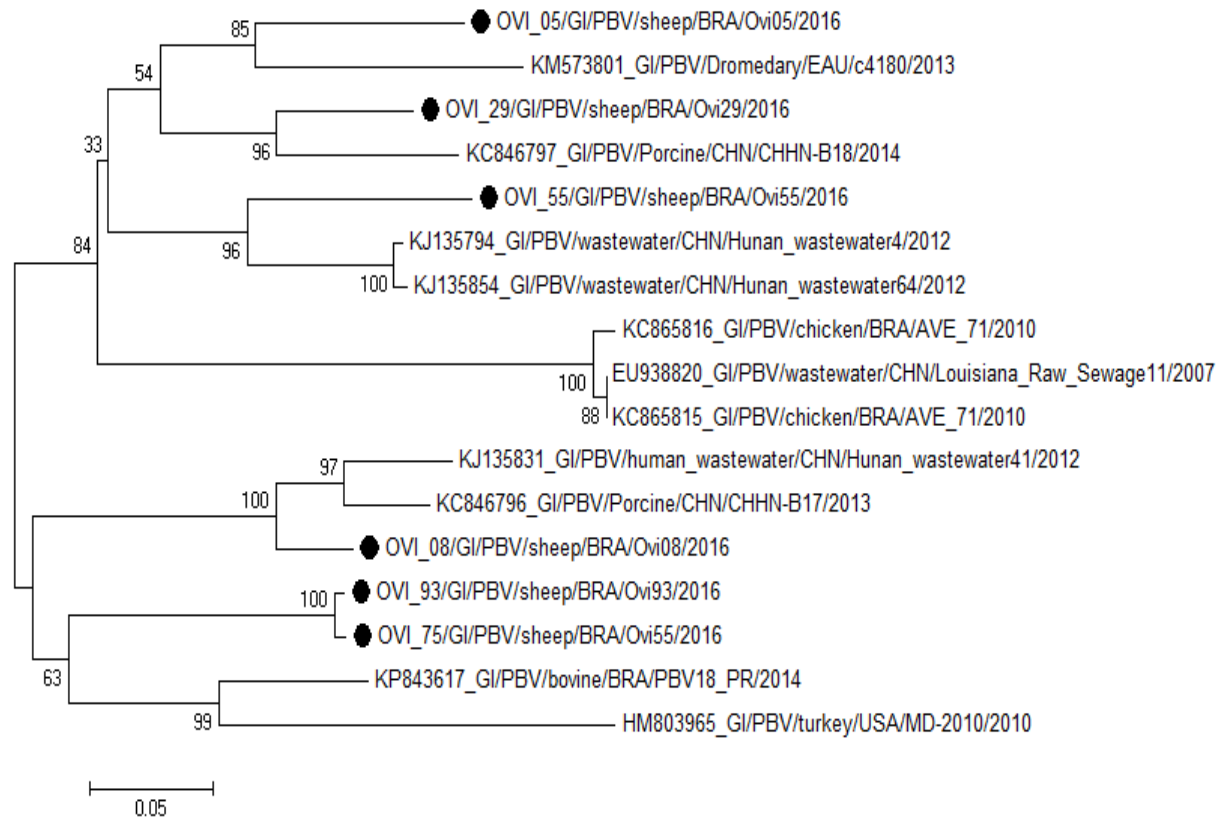 OVI_05/GI/PBV/sheep/BRA/Ovi05/2016
85
KM573801_GI/PBV/Dromedary/EAU/c4180/2013
54
OVI_29/GI/PBV/sheep/BRA/Ovi29/2016
33
96
KC846797_GI/PBV/Porcine/CHN/CHHN-B18/2014
OVI_55/GI/PBV/sheep/BRA/Ovi55/2016
84
96
KJ135794_GI/PBV/wastewater/CHN/Hunan_wastewater4/2012
100
KJ135854_GI/PBV/wastewater/CHN/Hunan_wastewater64/2012
KC865816_GI/PBV/chicken/BRA/AVE_71/2010
100
EU938820_GI/PBV/wastewater/CHN/Louisiana_Raw_Sewage11/2007
88
KC865815_GI/PBV/chicken/BRA/AVE_71/2010
97
KJ135831_GI/PBV/human_wastewater/CHN/Hunan_wastewater41/2012
100
KC846796_GI/PBV/Porcine/CHN/CHHN-B17/2013
OVI_08/GI/PBV/sheep/BRA/Ovi08/2016
100
OVI_93/GI/PBV/sheep/BRA/Ovi93/2016
OVI_75/GI/PBV/sheep/BRA/Ovi55/2016
63
KP843617_GI/PBV/bovine/BRA/PBV18_PR/2014
99
HM803965_GI/PBV/turkey/USA/MD-2010/2010
0.05